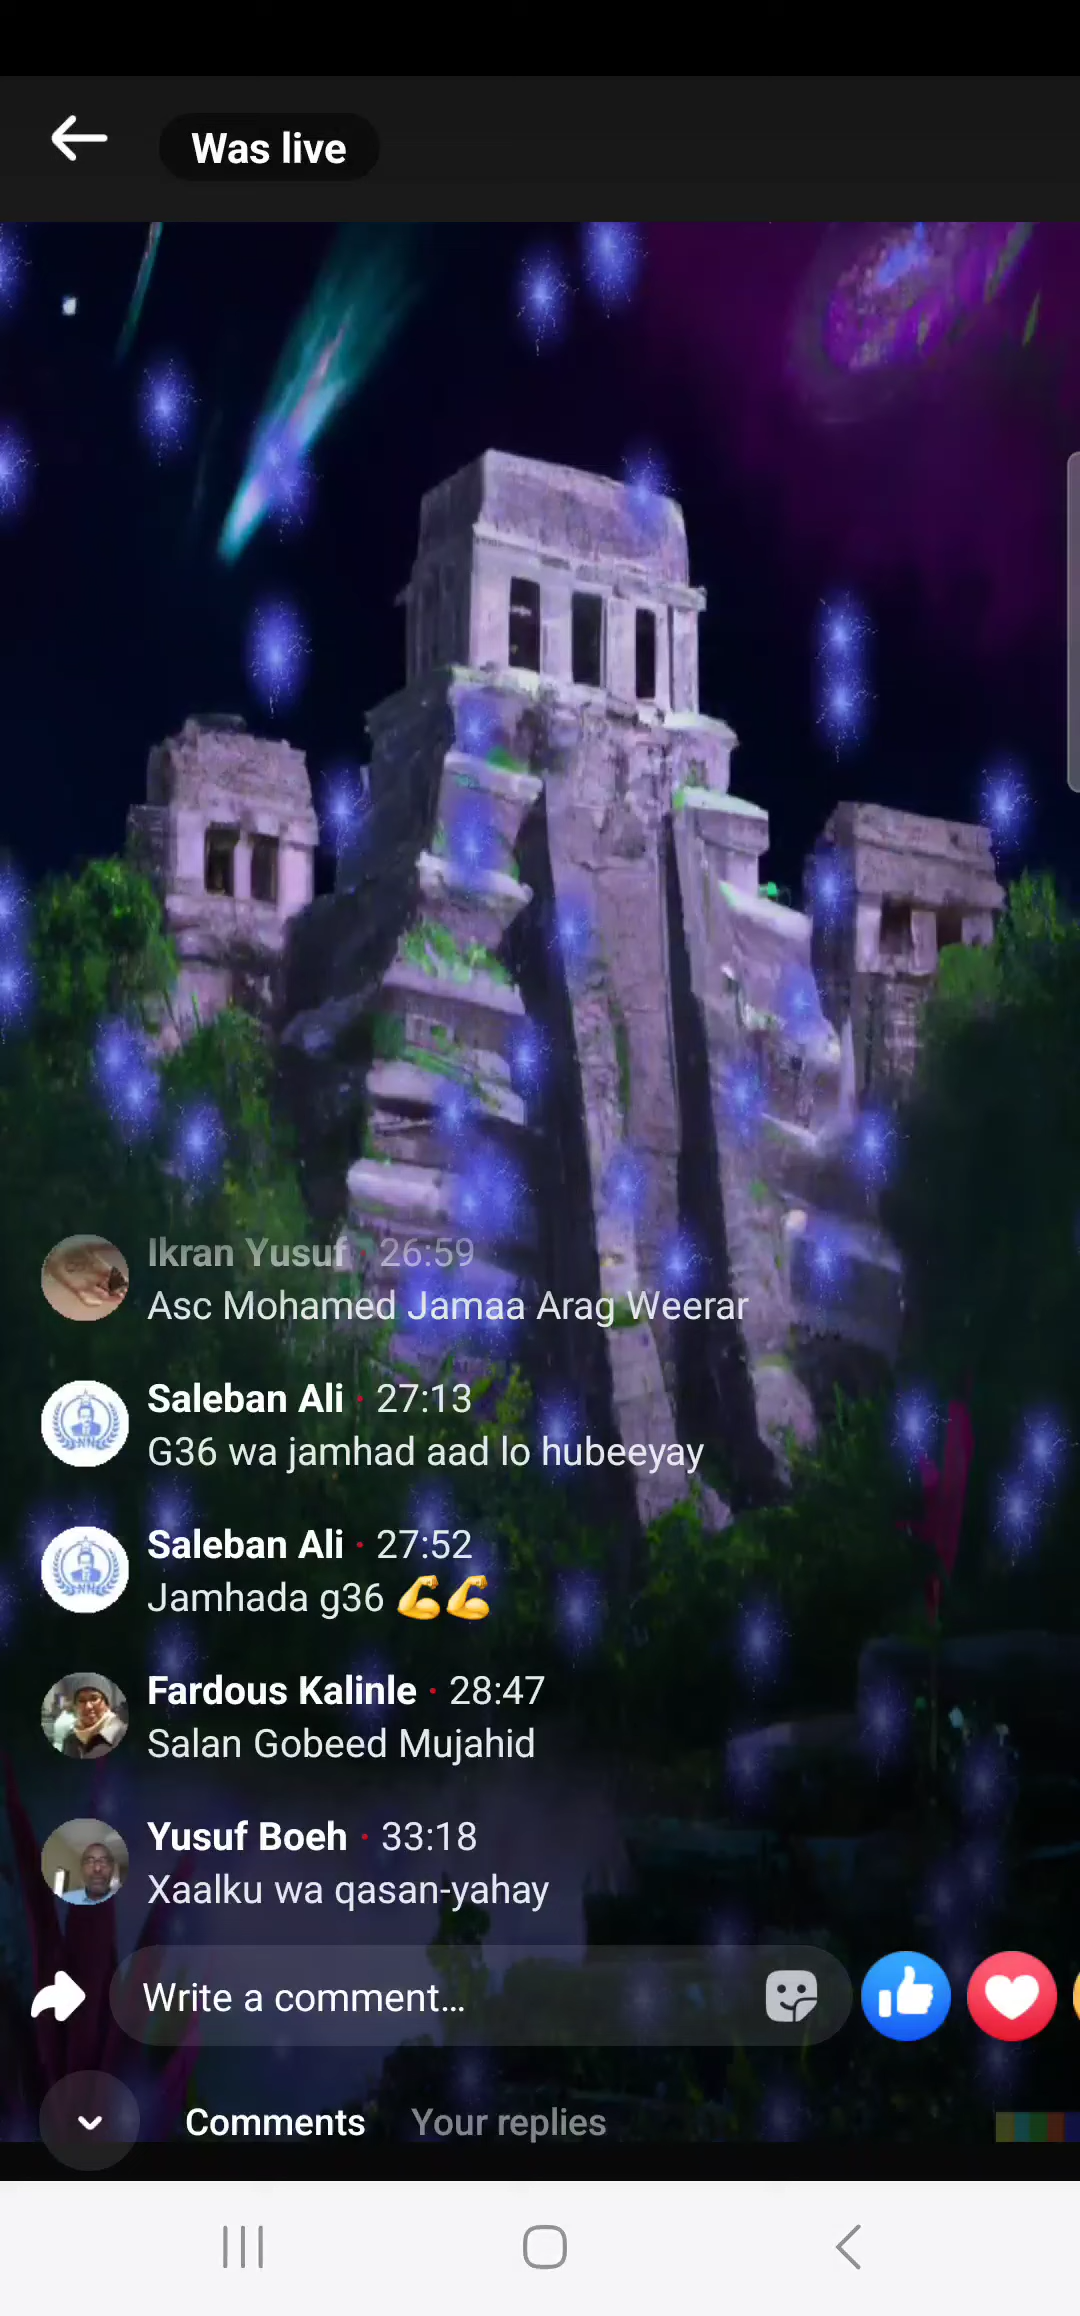 Was live
Ikran Yusuf · 26:59
Asc Mohamed Jamaa Arag Weerar
Saleban Ali · 27:13
G36 wa jamhad aad lo hubeeyay
Saleban Ali · 27:52
Jamhada g36 💪💪
Fardous Kalinle · 28:47
Salan Gobeed Mujahid
Yusuf Boeh · 33:18
Xaalku wa qasan-yahay
Write a comment...
Comments Your replies